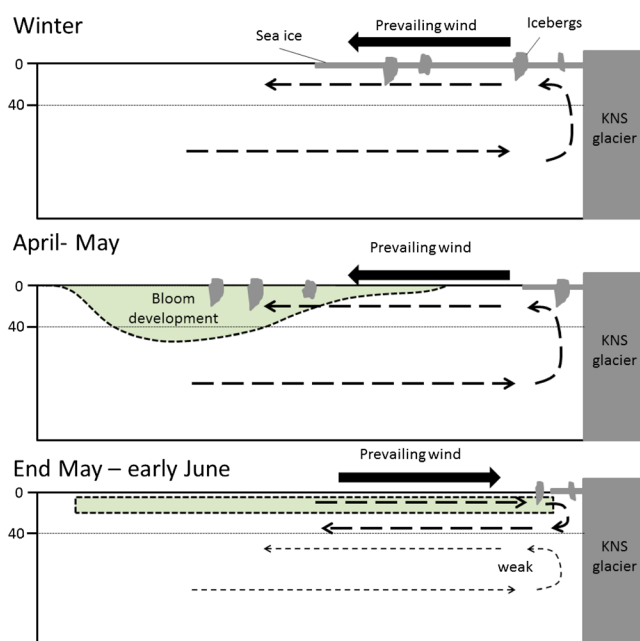 Winter
Prevailing wind
Icebergs
Sea ice
0
40
KNS
glacier
April- May
Prevailing wind
0
Bloom
development
40
KNS
glacier
End May – early June
Prevailing wind
0
40
weak
KNS
glacier